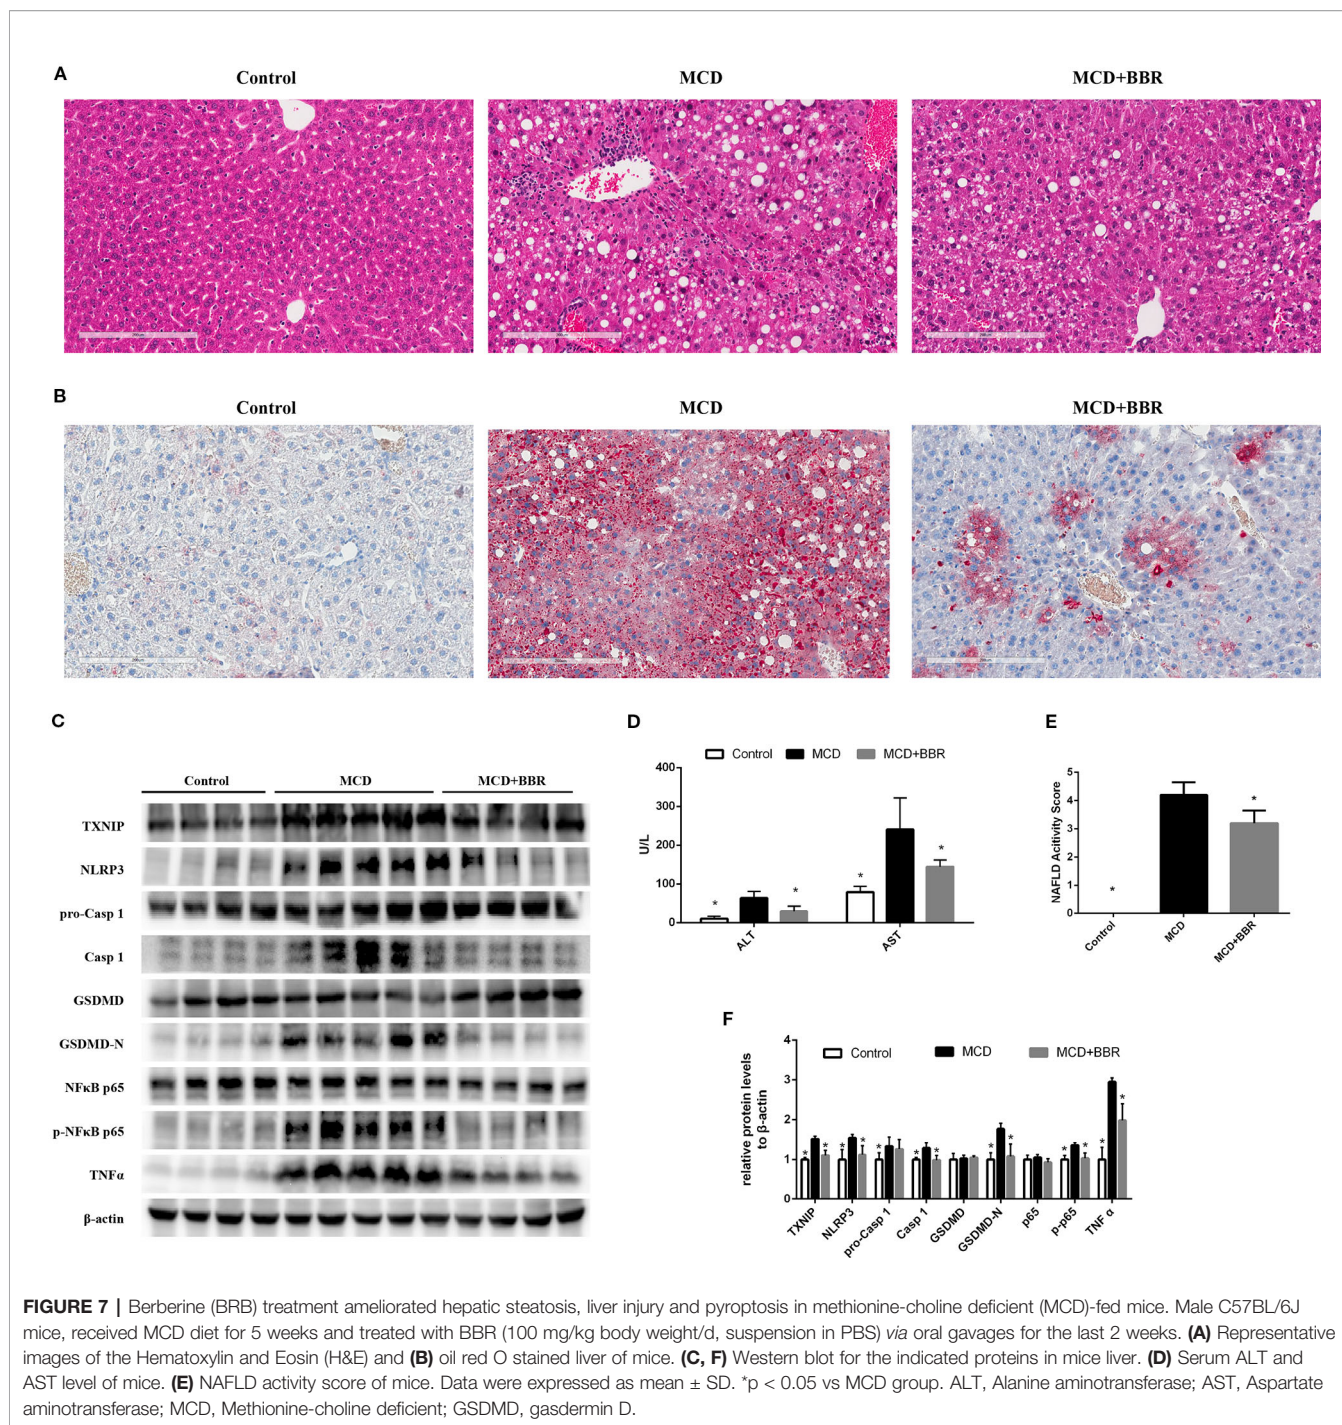 A
Control MCD MCD+BBR
B
Control MCD MCD+BBR
C
Control MCD MCD+BBR
TXNIP
NLRP3
pro-Casp 1
Casp 1
GSDMD
GSDMD-N
NFκB p65
p-NFκB p65
TNFα
β-actin
D
Control MCD MCD+BBR
U/L
400
300
200
100
0
ALT AST
* * * *
E
NAFLD Acitivity Score
5
4
3
2
1
0
* *
Control MCD MCD+BBR
F
Control MCD MCD+BBR
relative protein levels
to β-actin
4
3
2
1
0
* * * * * * * * * * * * *
TXNIP NLRP3 pro-Casp 1 Casp 1 GSDMD GSDMD-N p65 p-p65 TNF α
FIGURE 7 | Berberine (BRB) treatment ameliorated hepatic steatosis, liver injury and pyroptosis in methionine-choline deficient (MCD)-fed mice. Male C57BL/6J
mice, received MCD diet for 5 weeks and treated with BBR (100 mg/kg body weight/d, suspension in PBS) via oral gavages for the last 2 weeks. (A) Representative
images of the Hematoxylin and Eosin (H&E) and (B) oil red O stained liver of mice. (C, F) Western blot for the indicated proteins in mice liver. (D) Serum ALT and
AST level of mice. (E) NAFLD activity score of mice. Data were expressed as mean ± SD. *p < 0.05 vs MCD group. ALT, Alanine aminotransferase; AST, Aspartate
aminotransferase; MCD, Methionine-choline deficient; GSDMD, gasdermin D.